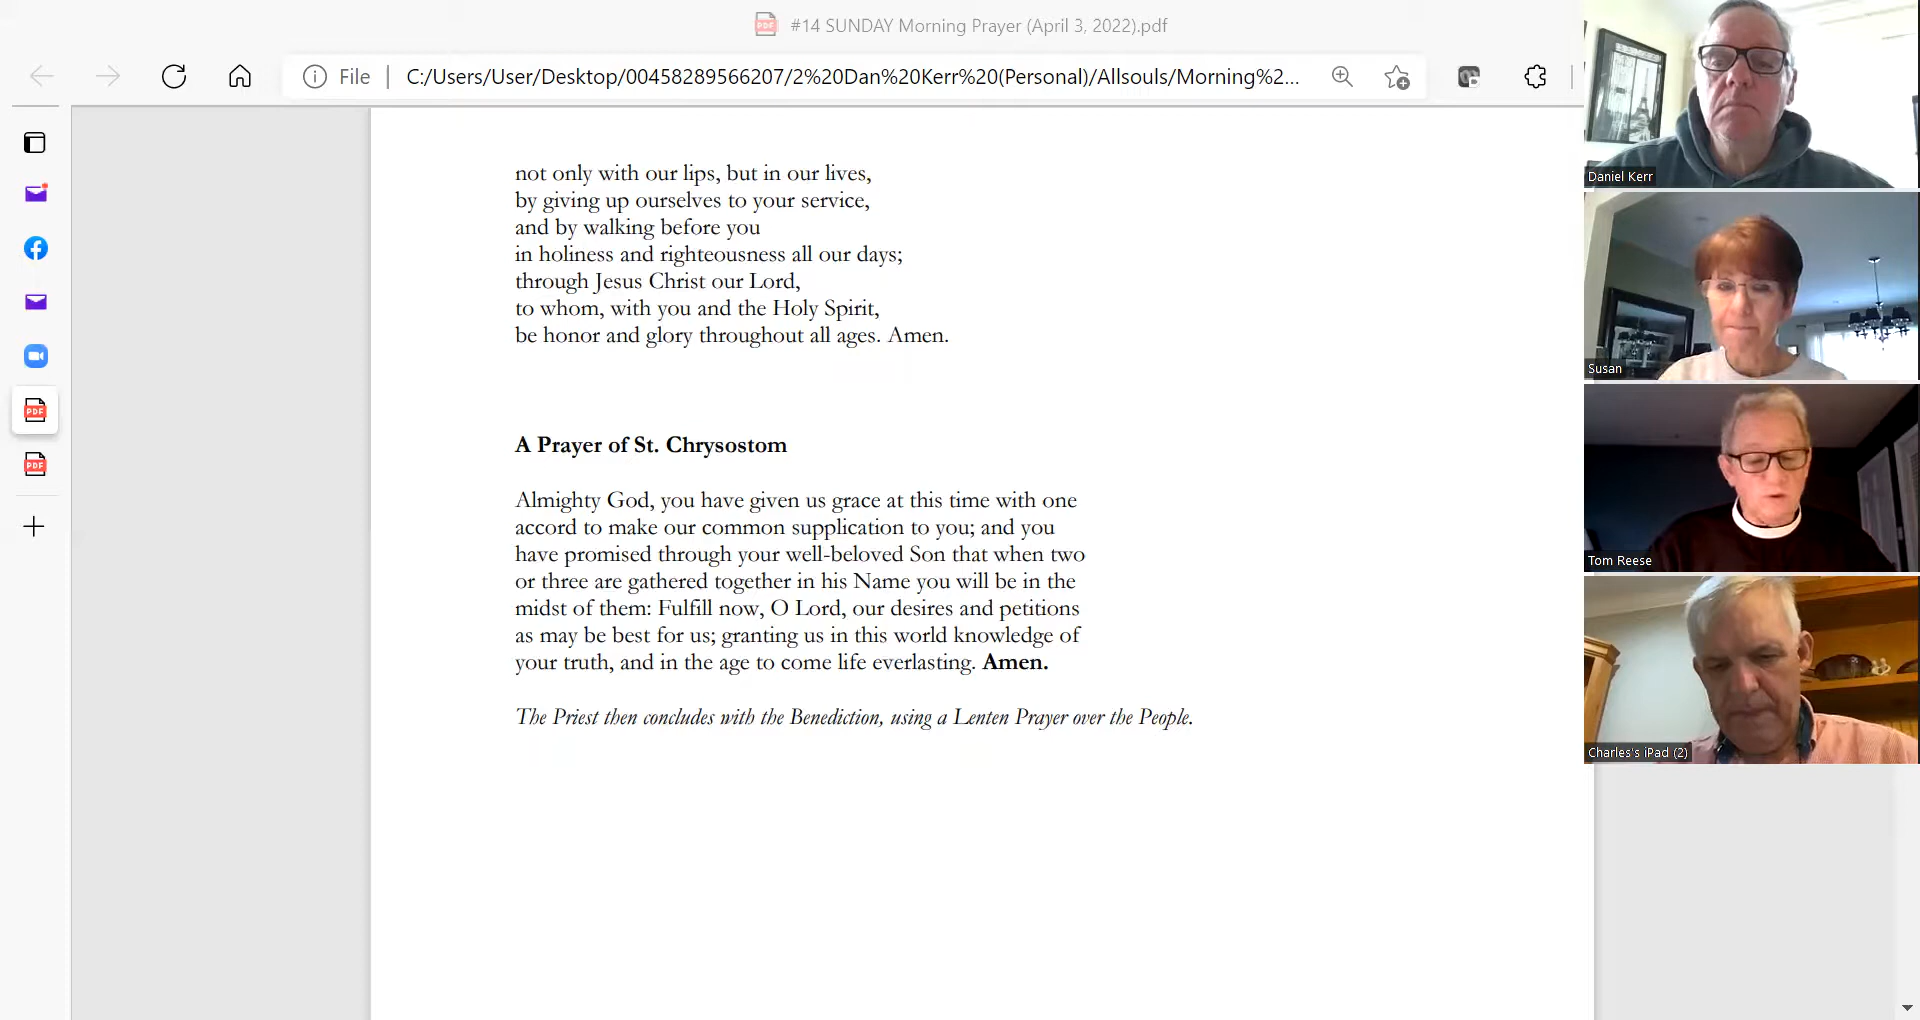 #14 SUNDAY Morning Prayer (April 3, 2022).pdf
File
C:/Users/User/Desktop/00458289566207/2%20Dan%20Kerr%20(Personal)/Allsouls/Morning%2...
not only with our lips, but in our lives,
by giving up ourselves to your service,
and by walking before you
in holiness and righteousness all our days;
through Jesus Christ our Lord,
to whom, with you and the Holy Spirit,
be honor and glory throughout all ages. Amen.
A Prayer of St. Chrysostom
Almighty God, you have given us grace at this time with one
accord to make our common supplication to you; and you
have promised through your well-beloved Son that when two
or three are gathered together in his Name you will be in the
midst of them: Fulfill now, O Lord, our desires and petitions
as may be best for us; granting us in this world knowledge of
your truth, and in the age to come life everlasting. Amen.
The Priest then concludes with the Benediction, using a Lenten Prayer over the People.
PDF
PDF
PDF
Daniel Kerr
Susan
Tom Reese
Charles's iPad (2)